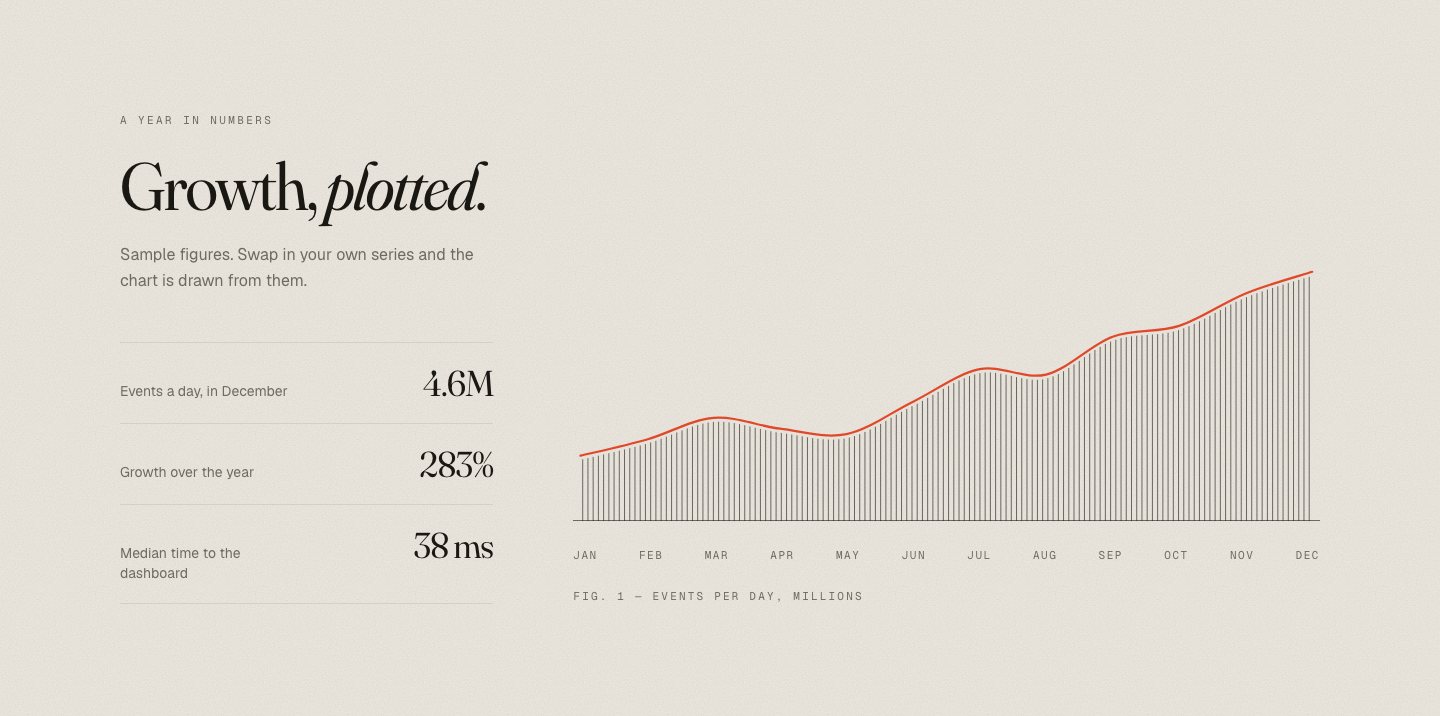 A YEAR IN NUMBERS
Growth, plotted.
Sample figures. Swap in your own series and the
chart is drawn from them.
Events a day, in December 4.6M
Growth over the year 283%
Median time to the 38 ms
dashboard
JAN FEB MAR APR MAY JUN JUL AUG SEP OCT NOV DEC
FIG. 1 — EVENTS PER DAY, MILLIONS